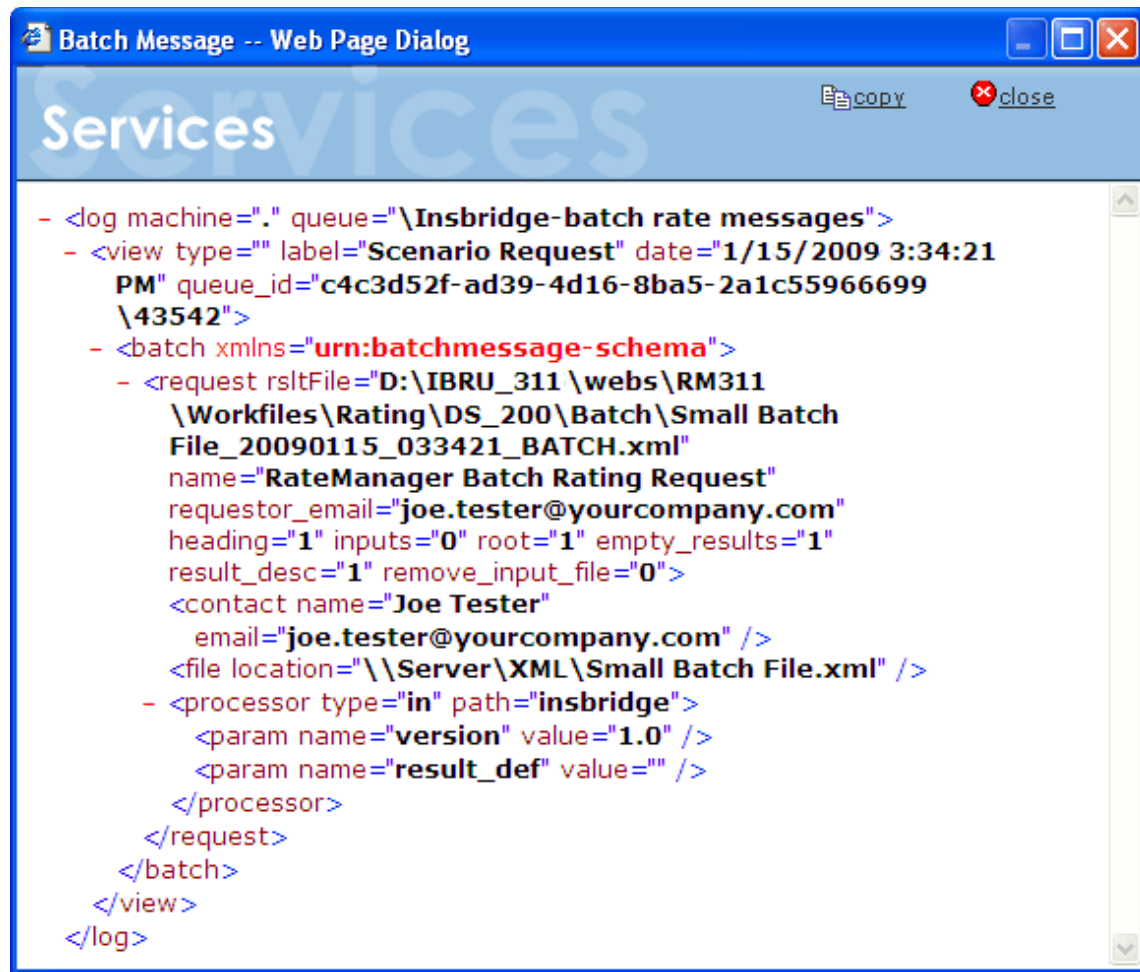 Batch Message -- Web Page Dialog
Services
copy
close
Services
- <log machine="." queue="\Insbridge-batch rate messages">
- <view type="" label="Scenario Request" date="1/15/2009 3:34:21
PM" queue_id="c4c3d52f-ad39-4d16-8ba5-2a1c55966699
\43542">
- <batch xmlns="urn:batchmessage-schema">
- <request rsltFile="D:\IBRU_311\webs\RM311
\Workfiles\Rating\DS_200\Batch\Small Batch
File_20090115_033421_BATCH.xml"
name="RateManager Batch Rating Request"
requestor_email="joe.tester@yourcompany.com"
heading="1" inputs="0" root="1" empty_results="1"
result_desc="1" remove_input_file="0">
<contact name="Joe Tester"
email="joe.tester@yourcompany.com" />
<file location="\\Server\XML\Small Batch File.xml" />
- <processor type="in" path="insbridge">
<param name="version" value="1.0" />
<param name="result_def" value="" />
</processor>
</request>
</batch>
</view>
</log>